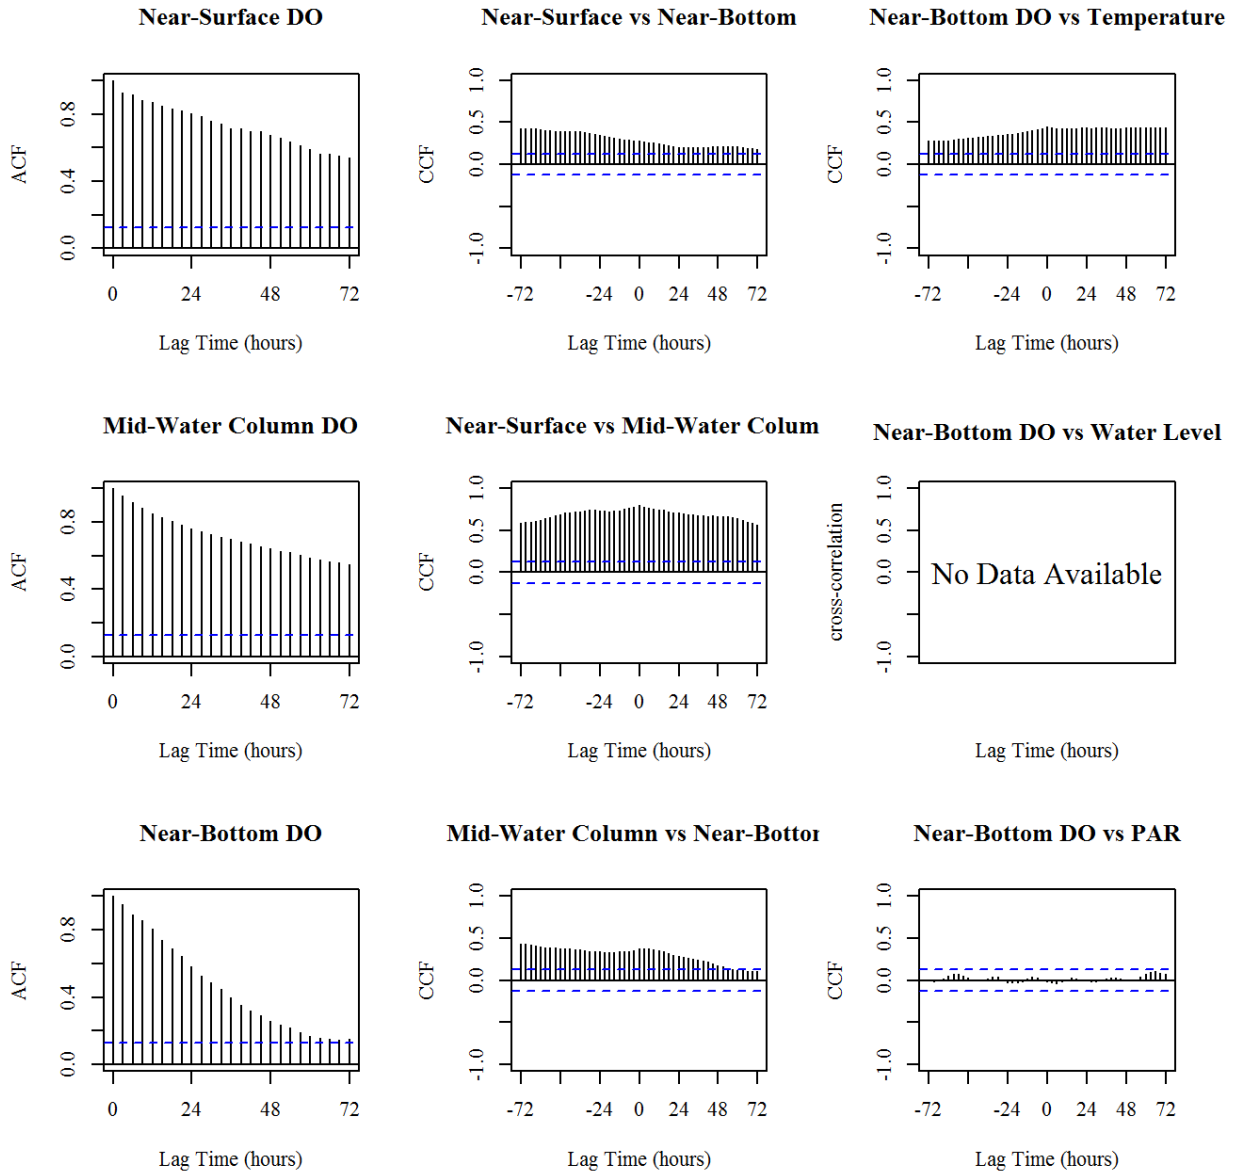 Near-Surface DO
ACF
0.0 0.4 0.8
0 24 48 72
Lag Time (hours)
Near-Surface vs Near-Bottom
CCF
-1.0 0.0 0.5 1.0
-72 -24 0 24 48 72
Lag Time (hours)
Near-Bottom DO vs Temperature
CCF
-1.0 0.0 0.5 1.0
-72 -24 0 24 48 72
Lag Time (hours)
Mid-Water Column DO
ACF
0.0 0.4 0.8
0 24 48 72
Lag Time (hours)
Near-Surface vs Mid-Water Colum
CCF
-1.0 0.0 0.5 1.0
-72 -24 0 24 48 72
Lag Time (hours)
Near-Bottom DO vs Water Level
cross-correlation
-1.0 0.0 0.5 1.0
No Data Available
Lag Time (hours)
Near-Bottom DO
ACF
0.0 0.4 0.8
0 24 48 72
Lag Time (hours)
Mid-Water Column vs Near-Bottor
CCF
-1.0 0.0 0.5 1.0
-72 -24 0 24 48 72
Lag Time (hours)
Near-Bottom DO vs PAR
CCF
-1.0 0.0 0.5 1.0
-72 -24 0 24 48 72
Lag Time (hours)